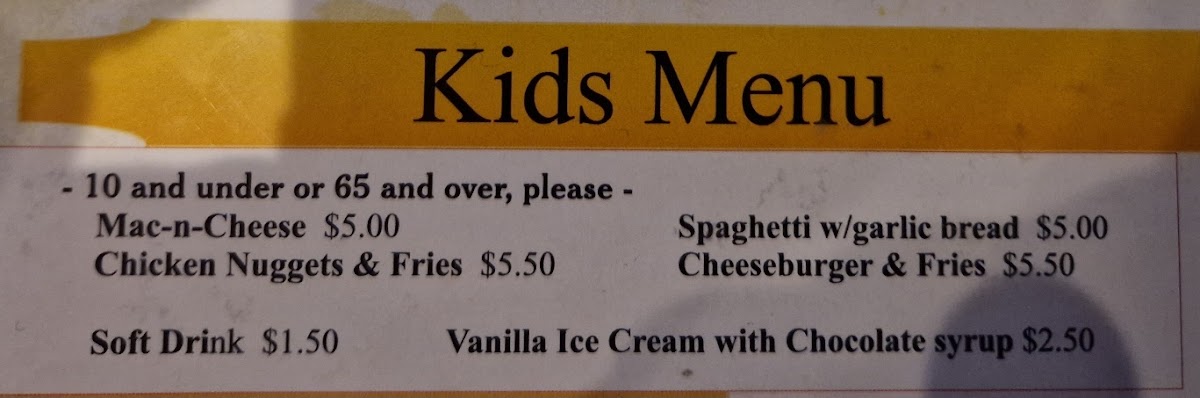 Kids Menu
- 10 and under or 65 and over, please -
Mac-n-Cheese $5.00
Spaghetti w/garlic bread $5.00
Chicken Nuggets & Fries $5.50
Cheeseburger & Fries $5.50
Soft Drink $1.50
Vanilla Ice Cream with Chocolate syrup $2.50